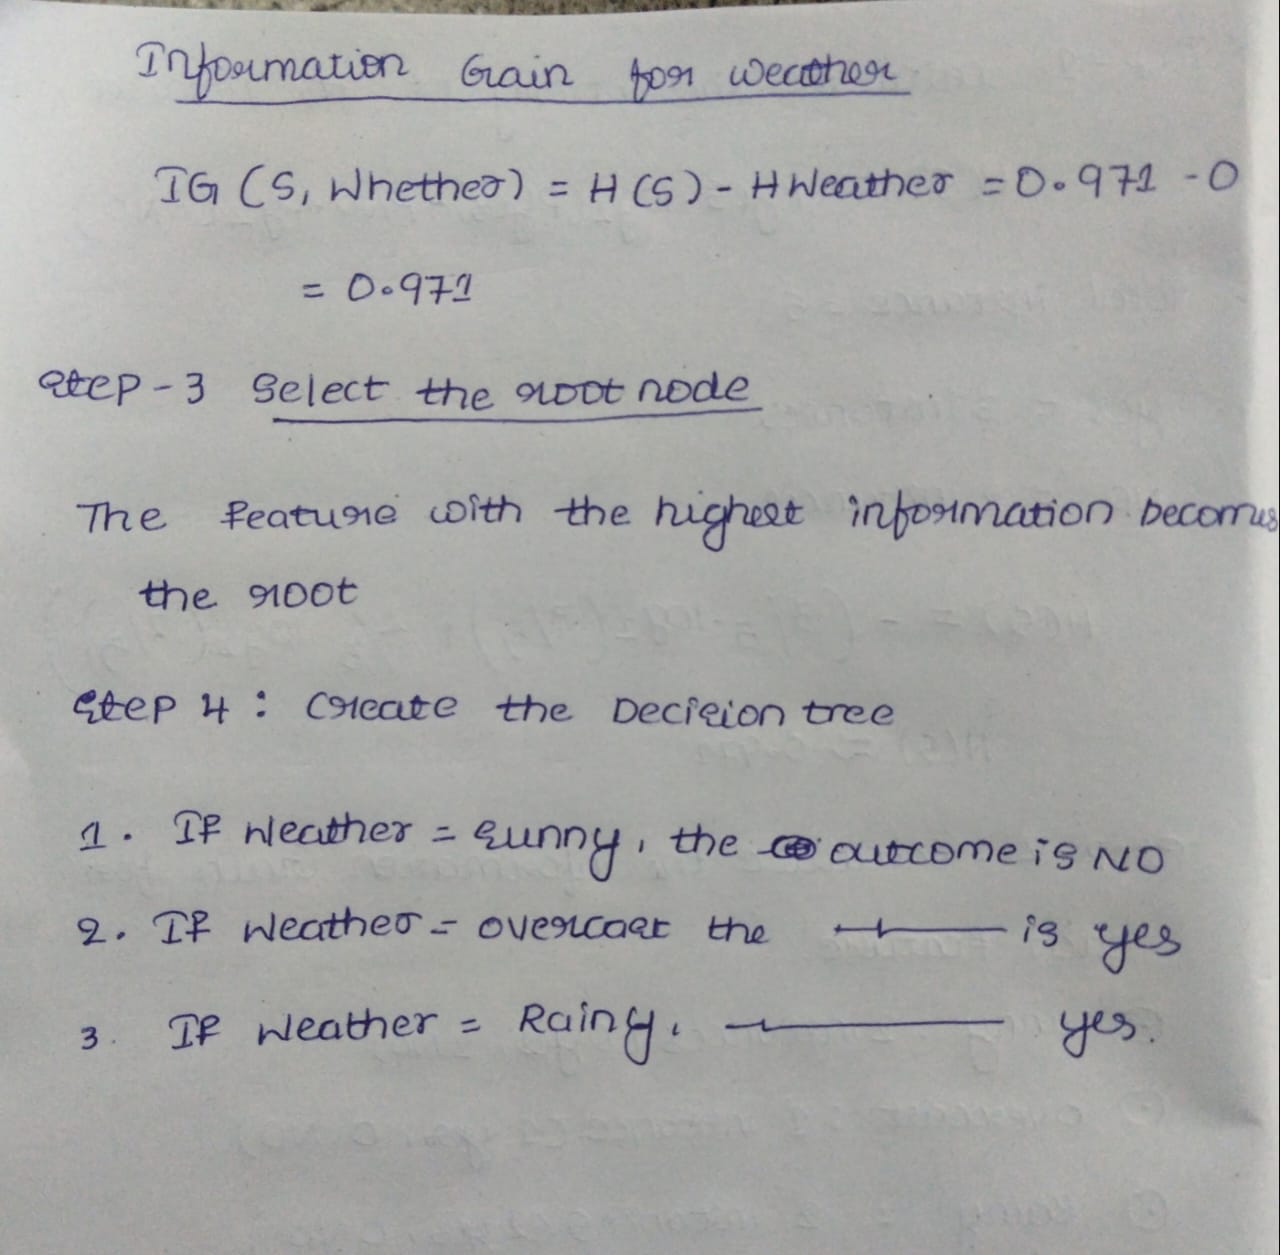 Information Gain for weather
IG (S, Whether) = H (S) - H Weather = 0.971 - 0
= 0.971
Step - 3 Select the root node
The Feature with the highest information becomes
the root
Step 4 : Create the Decision tree
1. If Weather = Sunny, the outcome is NO
2. If Weather = overcast the —— is yes
3. If Weather = Rainy, —— yes.